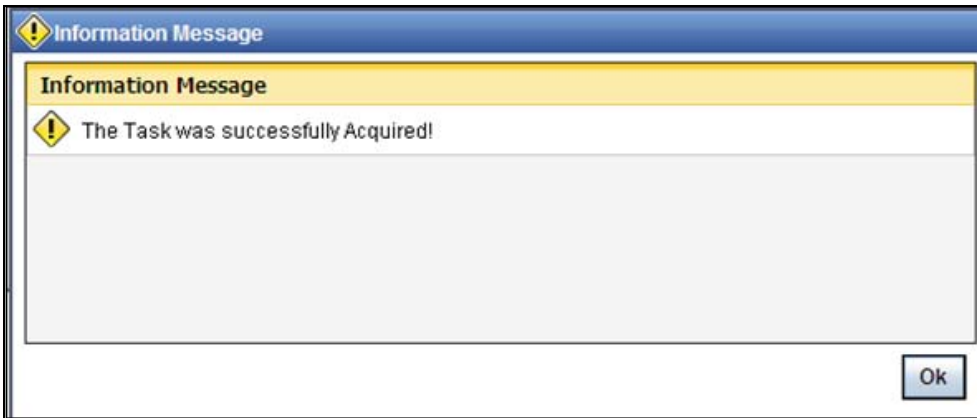 Information Message
Information Message
The Task was successfully Acquired!
Ok